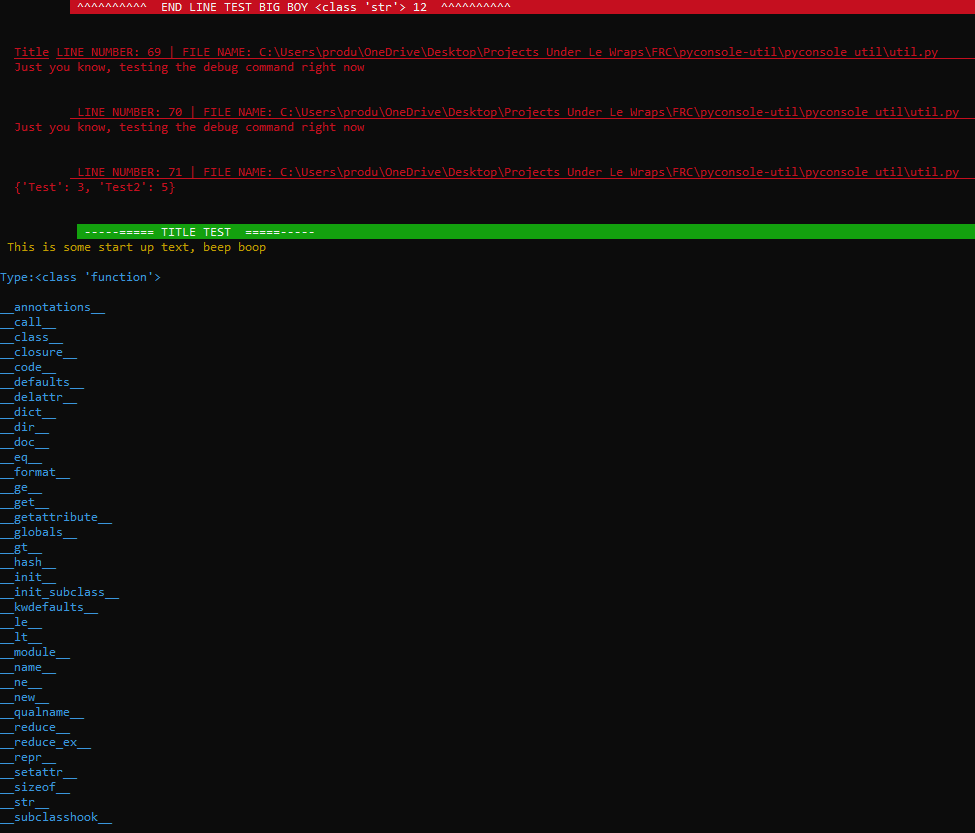 ^^^^^^^^^^ END LINE TEST BIG BOY <class 'str'> 12 ^^^^^^^^^^
Title LINE NUMBER: 69 | FILE NAME: C:\Users\produ\OneDrive\Desktop\Projects Under Le Wraps\FRC\pyconsole-util\pyconsole_util\util.py
Just you know, testing the debug command right now
LINE NUMBER: 70 | FILE NAME: C:\Users\produ\OneDrive\Desktop\Projects Under Le Wraps\FRC\pyconsole-util\pyconsole_util\util.py
Just you know, testing the debug command right now
LINE NUMBER: 71 | FILE NAME: C:\Users\produ\OneDrive\Desktop\Projects Under Le Wraps\FRC\pyconsole-util\pyconsole_util\util.py
{'Test': 3, 'Test2': 5}
-----===== TITLE TEST =====-----
This is some start up text, beep boop
Type:<class 'function'>
__annotations__
__call__
__class__
__closure__
__code__
__defaults__
__delattr__
__dict__
__dir__
__doc__
__eq__
__format__
__ge__
__get__
__getattribute__
__globals__
__gt__
__hash__
__init__
__init_subclass__
__kwdefaults__
__le__
__lt__
__module__
__name__
__ne__
__new__
__qualname__
__reduce__
__reduce_ex__
__repr__
__setattr__
__sizeof__
__str__
__subclasshook__